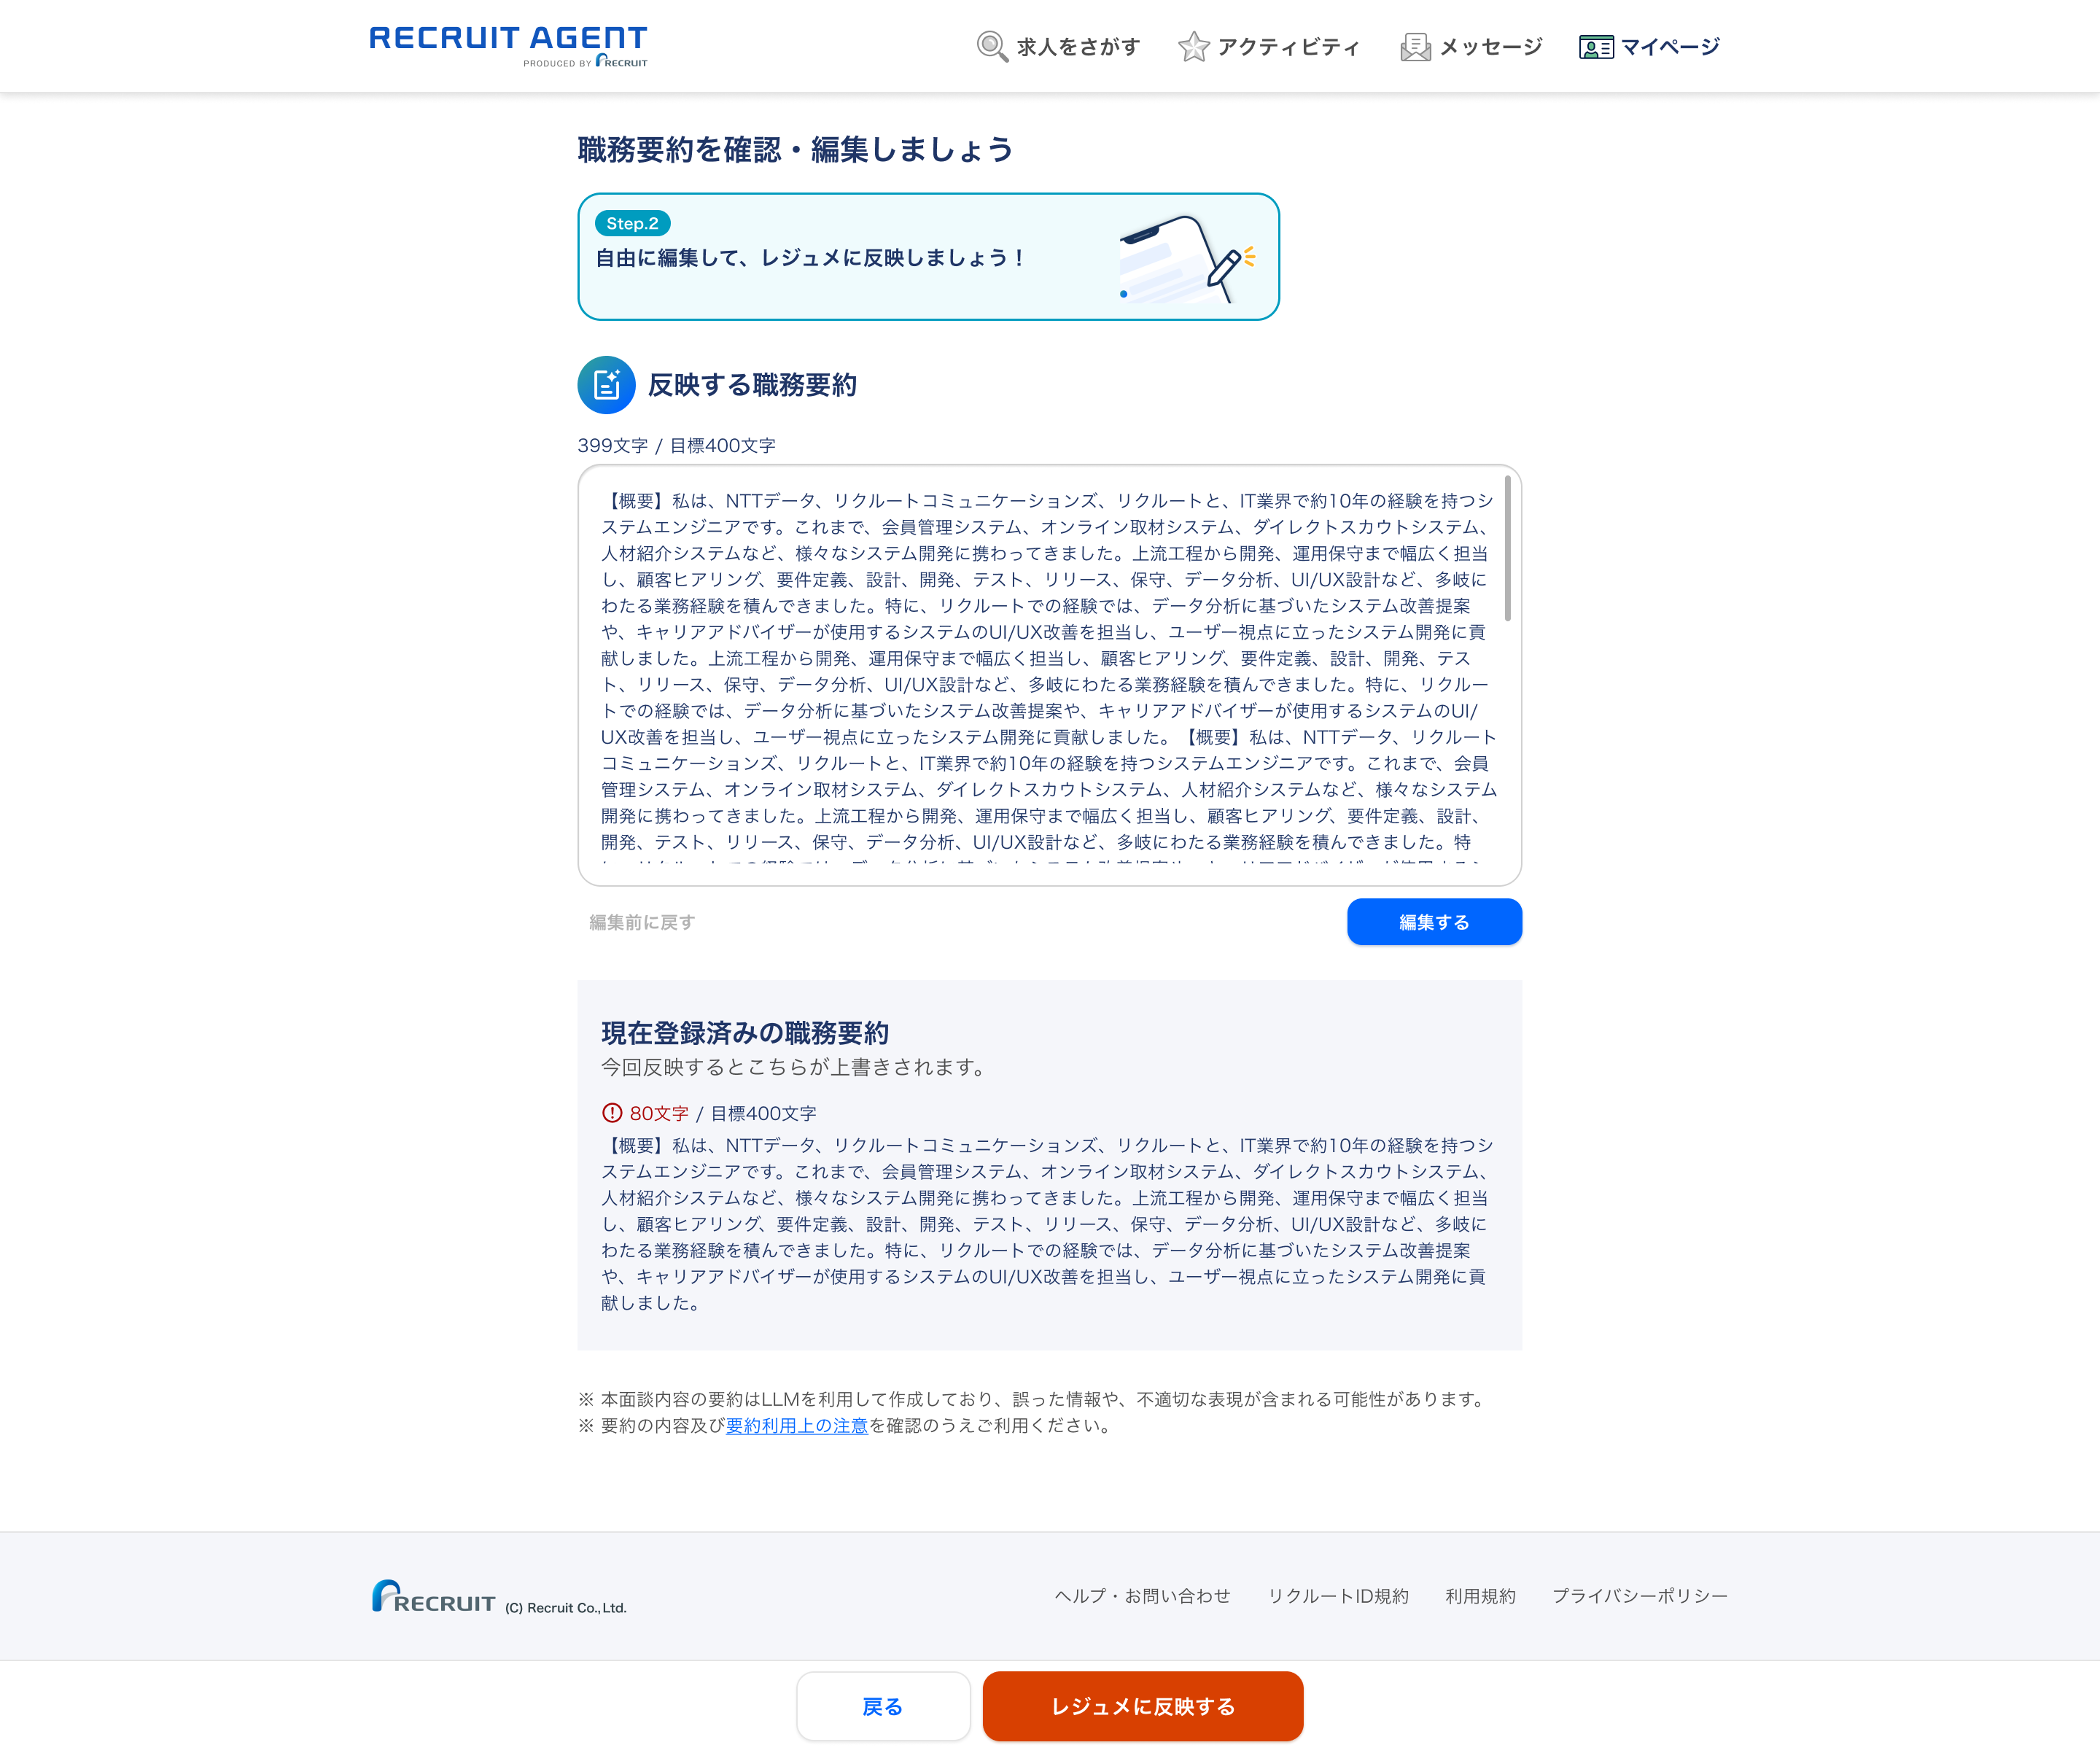 RECRUIT AGENT
PRODUCED BY RECRUIT
求人をさがす
アクティビティ
メッセージ
マイページ
職務要約を確認・編集しましょう
Step.2
自由に編集して、レジュメに反映しましょう！
反映する職務要約
399文字 / 目標400文字
【概要】私は、NTTデータ、リクルートコミュニケーションズ、リクルートと、IT業界で約10年の経験を持つシ
ステムエンジニアです。これまで、会員管理システム、オンライン取材システム、ダイレクトスカウトシステム、
人材紹介システムなど、様々なシステム開発に携わってきました。上流工程から開発、運用保守まで幅広く担当
し、顧客ヒアリング、要件定義、設計、開発、テスト、リリース、保守、データ分析、UI/UX設計など、多岐に
わたる業務経験を積んできました。特に、リクルートでの経験では、データ分析に基づいたシステム改善提案
や、キャリアアドバイザーが使用するシステムのUI/UX改善を担当し、ユーザー視点に立ったシステム開発に貢
献しました。上流工程から開発、運用保守まで幅広く担当し、顧客ヒアリング、要件定義、設計、開発、テス
ト、リリース、保守、データ分析、UI/UX設計など、多岐にわたる業務経験を積んできました。特に、リクルー
トでの経験では、データ分析に基づいたシステム改善提案や、キャリアアドバイザーが使用するシステムのUI/
UX改善を担当し、ユーザー視点に立ったシステム開発に貢献しました。【概要】私は、NTTデータ、リクルート
コミュニケーションズ、リクルートと、IT業界で約10年の経験を持つシステムエンジニアです。これまで、会員
管理システム、オンライン取材システム、ダイレクトスカウトシステム、人材紹介システムなど、様々なシステム
開発に携わってきました。上流工程から開発、運用保守まで幅広く担当し、顧客ヒアリング、要件定義、設計、
開発、テスト、リリース、保守、データ分析、UI/UX設計など、多岐にわたる業務経験を積んできました。特
編集前に戻す
編集する
現在登録済みの職務要約
今回反映するとこちらが上書きされます。
80文字 / 目標400文字
【概要】私は、NTTデータ、リクルートコミュニケーションズ、リクルートと、IT業界で約10年の経験を持つシ
ステムエンジニアです。これまで、会員管理システム、オンライン取材システム、ダイレクトスカウトシステム、
人材紹介システムなど、様々なシステム開発に携わってきました。上流工程から開発、運用保守まで幅広く担当
し、顧客ヒアリング、要件定義、設計、開発、テスト、リリース、保守、データ分析、UI/UX設計など、多岐に
わたる業務経験を積んできました。特に、リクルートでの経験では、データ分析に基づいたシステム改善提案
や、キャリアアドバイザーが使用するシステムのUI/UX改善を担当し、ユーザー視点に立ったシステム開発に貢
献しました。
※ 本面談内容の要約はLLMを利用して作成しており、誤った情報や、不適切な表現が含まれる可能性があります。
※ 要約の内容及び要約利用上の注意を確認のうえご利用ください。
RECRUIT (C) Recruit Co., Ltd.
ヘルプ・お問い合わせ
リクルートID規約
利用規約
プライバシーポリシー
戻る
レジュメに反映する